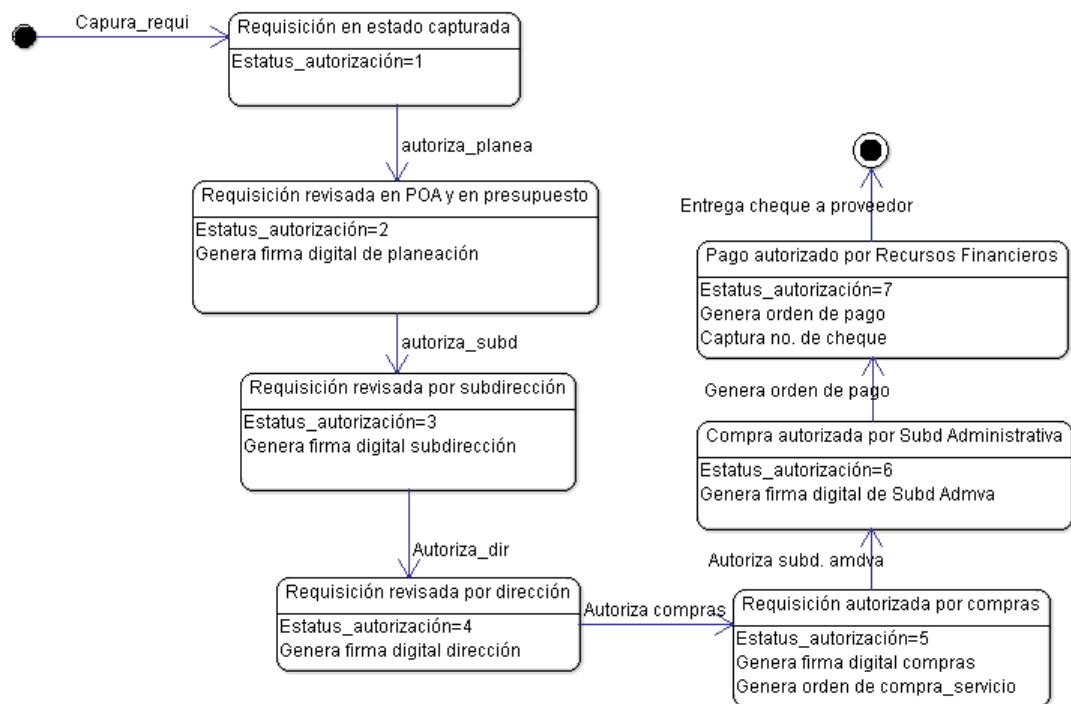 Capura_requi
Requisición en estado capturada
Estatus_autorización=1
autoriza_planea
Requisición revisada en POA y en presupuesto
Estatus_autorización=2
Genera firma digital de planeación
autoriza_subd
Requisición revisada por subdirección
Estatus_autorización=3
Genera firma digital subdirección
Autoriza_dir
Requisición revisada por dirección
Estatus_autorización=4
Genera firma digital dirección
Autoriza compras
Requisición autorizada por compras
Estatus_autorización=5
Genera firma digital compras
Genera orden de compra_servicio
Autoriza subd. amdva
Compra autorizada por Subd Administrativa
Estatus_autorización=6
Genera firma digital de Subd Admva
Genera orden de pago
Pago autorizado por Recursos Financieros
Estatus_autorización=7
Genera orden de pago
Captura no. de cheque
Entrega cheque a proveedor